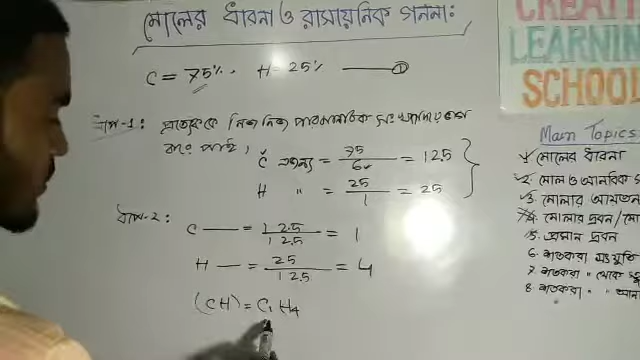 মোলের ধারনা ও রাসায়নিক গননা:
C = 75%. H = 25% ——— ①
ধাপ-1: প্রত্যেককে নিজ নিজ পারমানবিক ভাগ
করে পাই,
C এরজন্য = 75/6 = 12.5
H " = 25/1 = 25
ধাপ-2:
C —— = 12.5/12.5 = 1
H —— = 25/12.5 = 4
(CH) = C₁H₄
CREATI
LEARNIN
SCHOOL
Main Topics
1. মোলের ধারনা
2. মোল ও আনবিক
3. মোলার আয়তন
4. মোলার দ্রবন / মো
5. প্রমান দ্রবন
6. শতকরা সংযুতি
7. শতকরা " থেকে
8. শতকরা " "